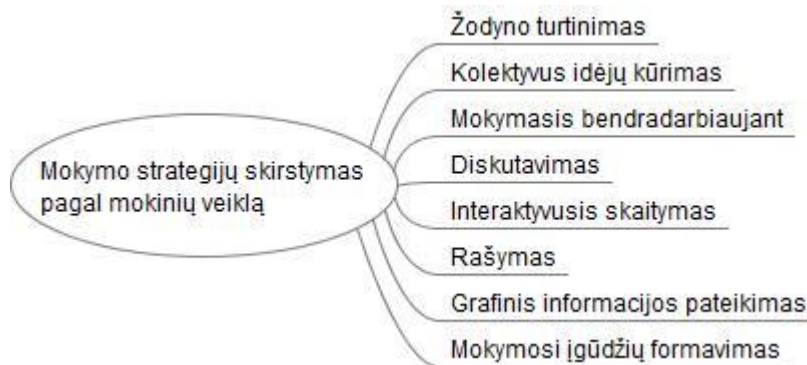 Žodyno turtinimas
Kolektyvus idėjų kūrimas
Mokymasis bendradarbiaujant
Mokymo strategijų skirstymas
pagal mokinių veiklą
Diskutavimas
Interaktyvusis skaitymas
Rašymas
Grafinis informacijos pateikimas
Mokymosi įgūdžių formavimas